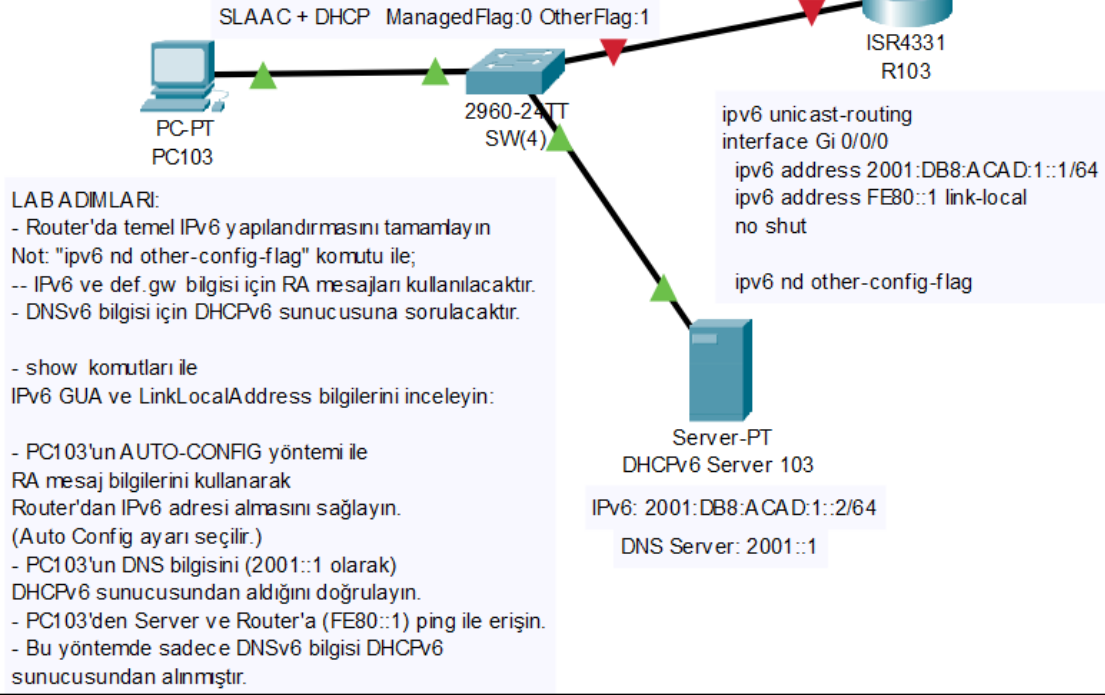 SLAAC + DHCP ManagedFlag:0 OtherFlag:1
ISR4331
R103
2960-24TT
SW(4)
PC-PT
PC103
ipv6 unicast-routing
interface Gi 0/0/0
ipv6 address 2001:DB8:ACAD:1::1/64
ipv6 address FE80::1 link-local
no shut
ipv6 nd other-config-flag
LAB ADIMLARI:
- Router'da temel IPv6 yapılandırmasını tamamlayın
Not: "ipv6 nd other-config-flag" komutu ile;
-- IPv6 ve def.gw bilgisi için RA mesajları kullanılacaktır.
- DNSv6 bilgisi için DHCPv6 sunucusuna sorulacaktır.
- show komutları ile
IPv6 GUA ve LinkLocalAddress bilgilerini inceleyin:
- PC103'un AUTO-CONFIG yöntemi ile
RA mesaj bilgilerini kullanarak
Router'dan IPv6 adresi almasını sağlayın.
(Auto Config ayarı seçilir.)
- PC103'un DNS bilgisini (2001::1 olarak)
DHCPv6 sunucusundan aldığını doğrulayın.
- PC103'den Server ve Router'a (FE80::1) ping ile erişin.
- Bu yöntemde sadece DNSv6 bilgisi DHCPv6
sunucusundan alınmıştır.
Server-PT
DHCPv6 Server 103
IPv6: 2001:DB8:ACAD:1::2/64
DNS Server: 2001::1